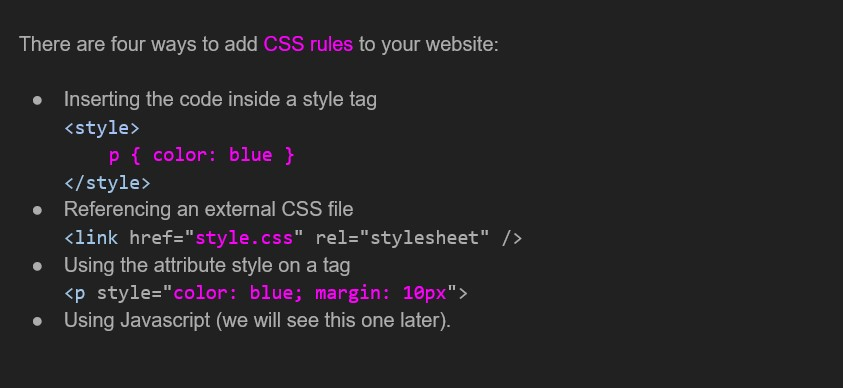 There are four ways to add CSS rules to your website:
● Inserting the code inside a style tag
<style>
p { color: blue }
</style>
● Referencing an external CSS file
<link href="style.css" rel="stylesheet" />
● Using the attribute style on a tag
<p style="color: blue; margin: 10px">
● Using Javascript (we will see this one later).